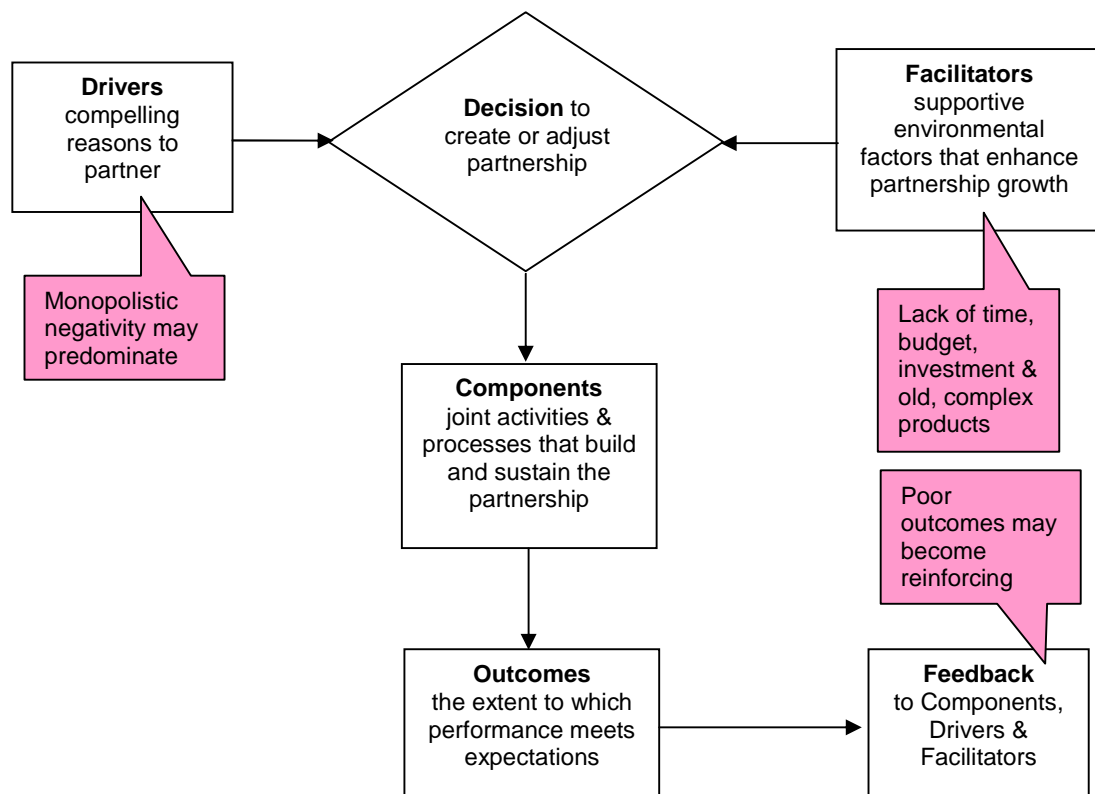 Drivers
compelling
reasons to
partner
Decision to
create or adjust
partnership
Facilitators
supportive
environmental
factors that enhance
partnership growth
Monopolistic
negativity may
predominate
Lack of time,
budget,
investment &
old, complex
products
Components
joint activities &
processes that build
and sustain the
partnership
Poor
outcomes may
become
reinforcing
Outcomes
the extent to which
performance meets
expectations
Feedback
to Components,
Drivers &
Facilitators